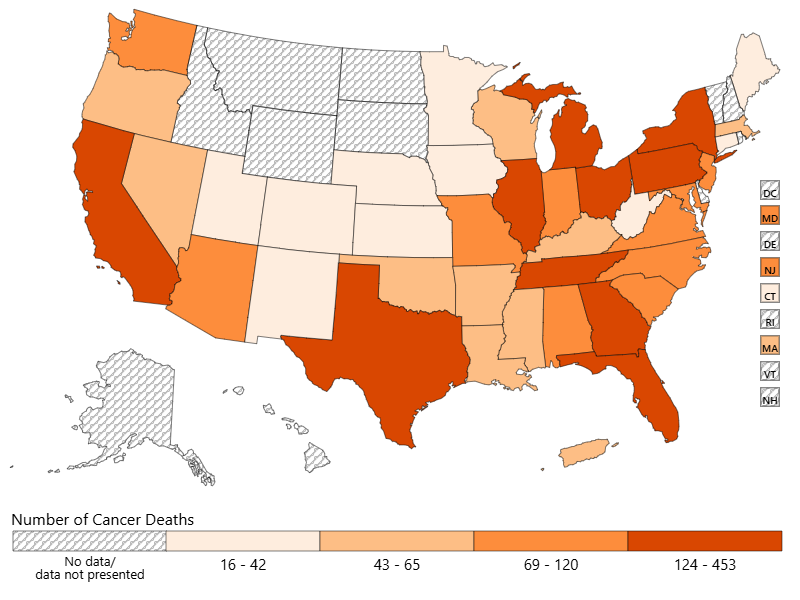 DC
MD
DE
NJ
CT
RI
MA
VT
NH
Number of Cancer Deaths
No data/
data not presented
16 - 42
43 - 65
69 - 120
124 - 453